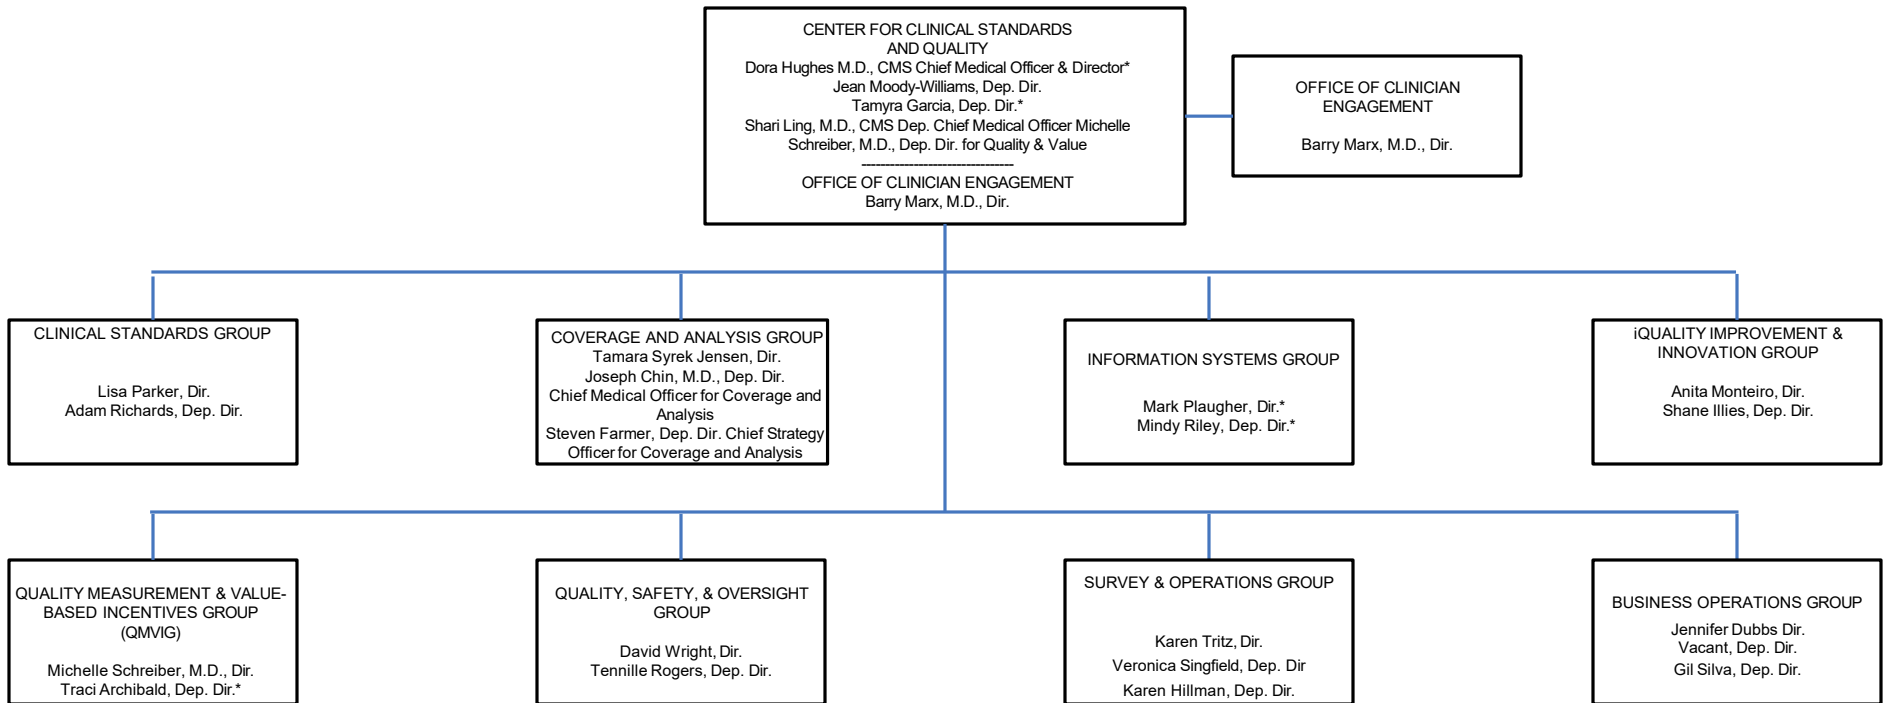 CENTER FOR CLINICAL STANDARDS
AND QUALITY
Dora Hughes M.D., CMS Chief Medical Officer & Director*
Jean Moody-Williams, Dep. Dir.
Tamyra Garcia, Dep. Dir.*
Shari Ling, M.D., CMS Dep. Chief Medical Officer Michelle
Schreiber, M.D., Dep. Dir. for Quality & Value
--------------------------------
OFFICE OF CLINICIAN ENGAGEMENT
Barry Marx, M.D., Dir.
OFFICE OF CLINICIAN
ENGAGEMENT
Barry Marx, M.D., Dir.
CLINICAL STANDARDS GROUP
Lisa Parker, Dir.
Adam Richards, Dep. Dir.
COVERAGE AND ANALYSIS GROUP
Tamara Syrek Jensen, Dir.
Joseph Chin, M.D., Dep. Dir.
Chief Medical Officer for Coverage and
Analysis
Steven Farmer, Dep. Dir. Chief Strategy
Officer for Coverage and Analysis
INFORMATION SYSTEMS GROUP
Mark Plaugher, Dir.*
Mindy Riley, Dep. Dir.*
iQUALITY IMPROVEMENT &
INNOVATION GROUP
Anita Monteiro, Dir.
Shane Illies, Dep. Dir.
QUALITY MEASUREMENT & VALUE-
BASED INCENTIVES GROUP
(QMVIG)
Michelle Schreiber, M.D., Dir.
Traci Archibald, Dep. Dir.*
QUALITY, SAFETY, & OVERSIGHT
GROUP
David Wright, Dir.
Tennille Rogers, Dep. Dir.
SURVEY & OPERATIONS GROUP
Karen Tritz, Dir.
Veronica Singfield, Dep. Dir
Karen Hillman, Dep. Dir.
BUSINESS OPERATIONS GROUP
Jennifer Dubbs Dir.
Vacant, Dep. Dir.
Gil Silva, Dep. Dir.